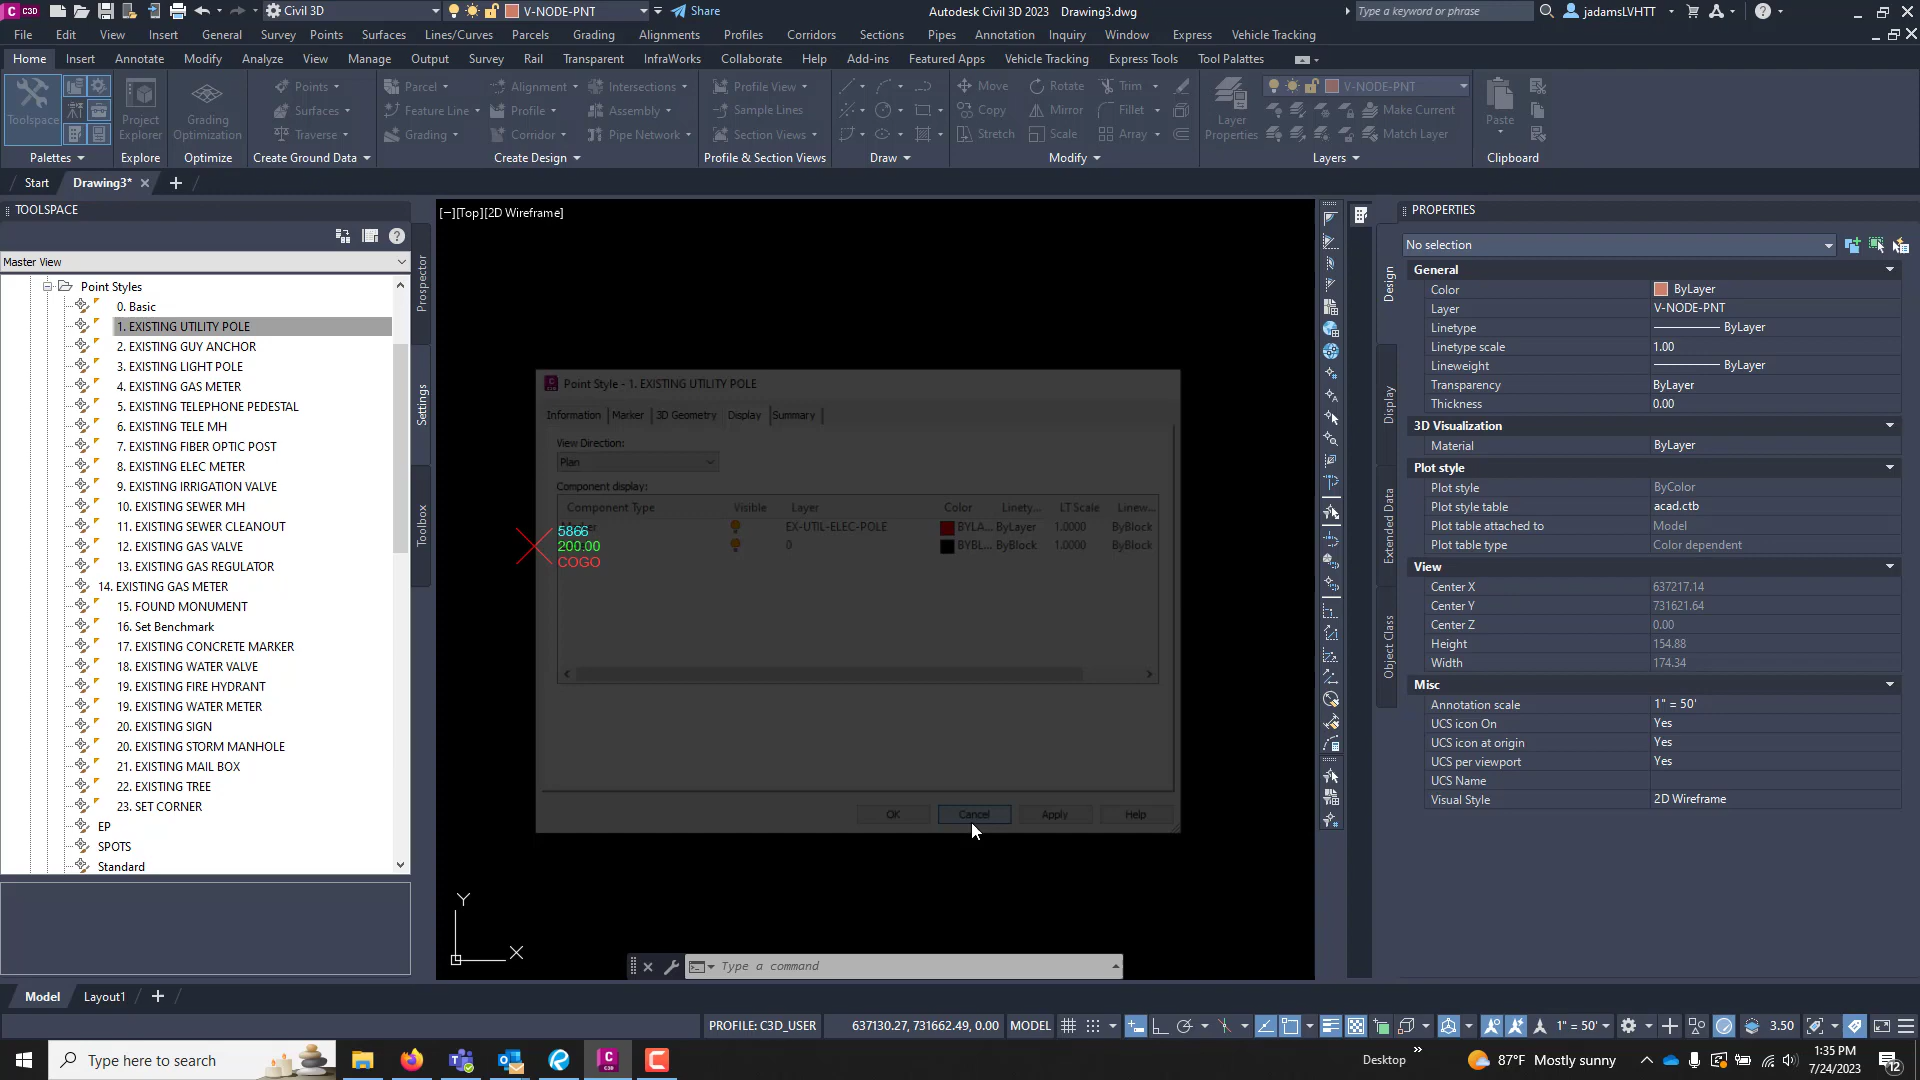 C3D
Civil 3D
V-NODE-PNT
Share
Autodesk Civil 3D 2023 Drawing3.dwg
Type a keyword or phrase
jadamsLVHTT
File Edit View Insert General Survey Points Surfaces Lines/Curves Parcels Grading Alignments Profiles Corridors Sections Pipes Annotation Inquiry Window Express Vehicle Tracking
Home Insert Annotate Modify Analyze View Manage Output Survey Rail Transparent InfraWorks Collaborate Help Add-ins Featured Apps Vehicle Tracking Express Tools Tool Palettes
Points Parcel Alignment Intersections Profile View Move Rotate Trim V-NODE-PNT
Toolspace Project Explorer Grading Optimization Surfaces Feature Line Profile Assembly Sample Lines Copy Mirror Fillet Layer Properties Make Current Paste
Traverse Grading Corridor Pipe Network Section Views Stretch Scale Array Match Layer
Palettes Explore Optimize Create Ground Data Create Design Profile & Section Views Draw Modify Layers Clipboard
Start Drawing3*
TOOLSPACE
Master View
Point Styles
0. Basic
1. EXISTING UTILITY POLE
2. EXISTING GUY ANCHOR
3. EXISTING LIGHT POLE
4. EXISTING GAS METER
5. EXISTING TELEPHONE PEDESTAL
6. EXISTING TELE MH
7. EXISTING FIBER OPTIC POST
8. EXISTING ELEC METER
9. EXISTING IRRIGATION VALVE
10. EXISTING SEWER MH
11. EXISTING SEWER CLEANOUT
12. EXISTING GAS VALVE
13. EXISTING GAS REGULATOR
14. EXISTING GAS METER
15. FOUND MONUMENT
16. Set Benchmark
17. EXISTING CONCRETE MARKER
18. EXISTING WATER VALVE
19. EXISTING FIRE HYDRANT
19. EXISTING WATER METER
20. EXISTING SIGN
20. EXISTING STORM MANHOLE
21. EXISTING MAIL BOX
22. EXISTING TREE
23. SET CORNER
EP
SPOTS
Standard
Prospector
Settings
Toolbox
[−][Top][2D Wireframe]
Point Style - 1. EXISTING UTILITY POLE
Information Marker 3D Geometry Display Summary
View Direction:
Plan
Component display:
Component Type Visible Layer Color Linety... LT Scale Linew...
EX-UTIL-ELEC-POLE BYLA... ByLayer 1.0000 ByBlock
0 BYBL... ByBlock 1.0000 ByBlock
5866
200.00
COGO
OK Cancel Apply Help
Y
X
Type a command
PROPERTIES
No selection
Design
Display
Extended Data
Object Class
General
Color ByLayer
Layer V-NODE-PNT
Linetype ByLayer
Linetype scale 1.00
Lineweight ByLayer
Transparency ByLayer
Thickness 0.00
3D Visualization
Material ByLayer
Plot style
Plot style ByColor
Plot style table acad.ctb
Plot table attached to Model
Plot table type Color dependent
View
Center X 637217.14
Center Y 731621.64
Center Z 0.00
Height 154.88
Width 174.34
Misc
Annotation scale 1" = 50'
UCS icon On Yes
UCS icon at origin Yes
UCS per viewport Yes
UCS Name
Visual Style 2D Wireframe
Model Layout1
PROFILE: C3D_USER 637130.27, 731662.49, 0.00 MODEL 1" = 50' 3.50
Type here to search
Desktop
87°F Mostly sunny
1:35 PM
7/24/2023
12